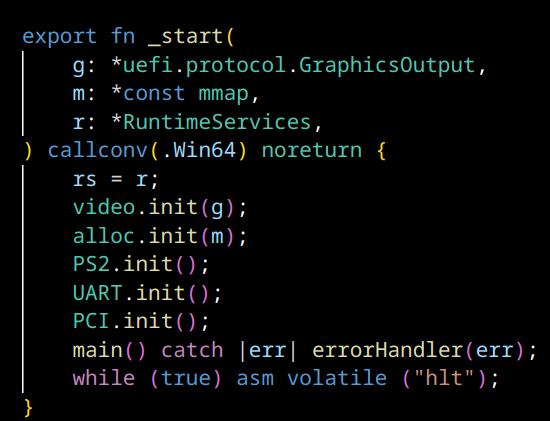 export fn _start(
    g: *uefi.protocol.GraphicsOutput,
    m: *const mmap,
    r: *RuntimeServices,
) callconv(.Win64) noreturn {
    rs = r;
    video.init(g);
    alloc.init(m);
    PS2.init();
    UART.init();
    PCI.init();
    main() catch |err| errorHandler(err);
    while (true) asm volatile ("hlt");
}